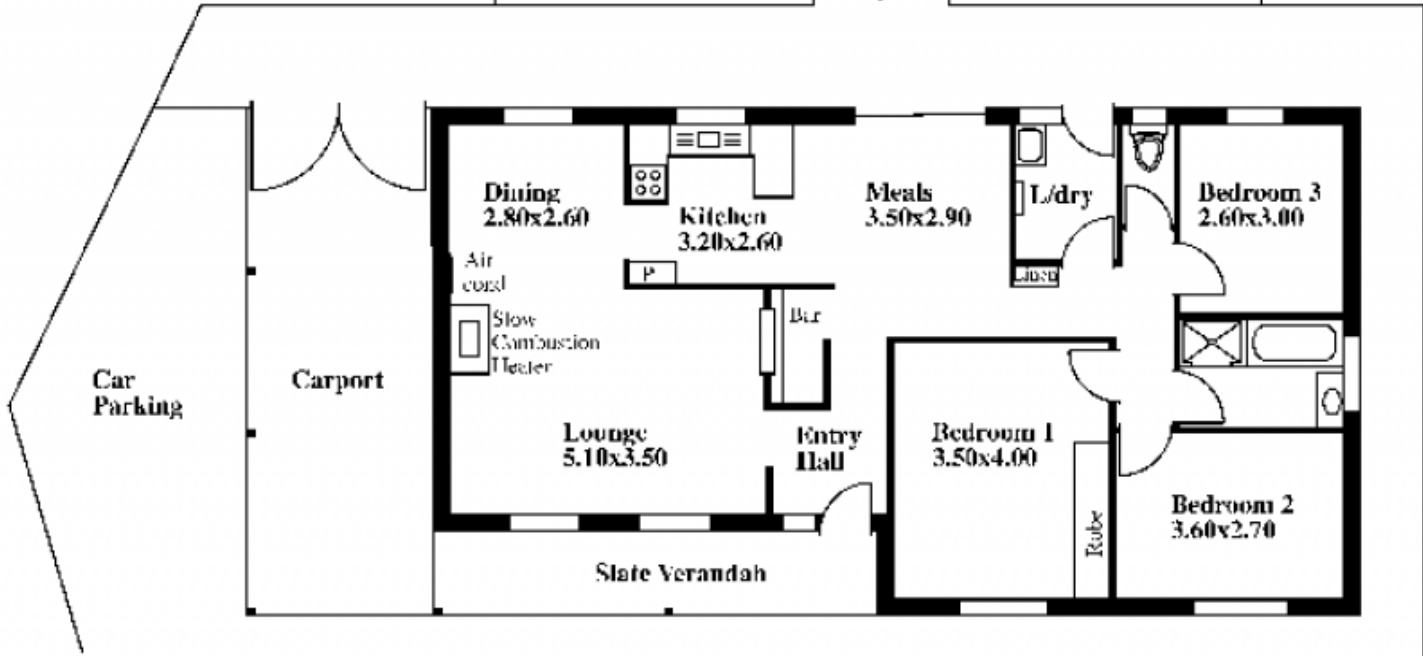 Dining
2.80x2.60
Kitchen
3.20x2.60
Meals
3.50x2.90
L/dry
Bedroom 3
2.60x3.00
Air
cond
P
Linen
Slow
Combustion
Heater
Bar
Car
Parking
Carport
Lounge
5.10x3.50
Entry
Hall
Bedroom 1
3.50x4.00
Robe
Bedroom 2
3.60x2.70
Slate Verandah